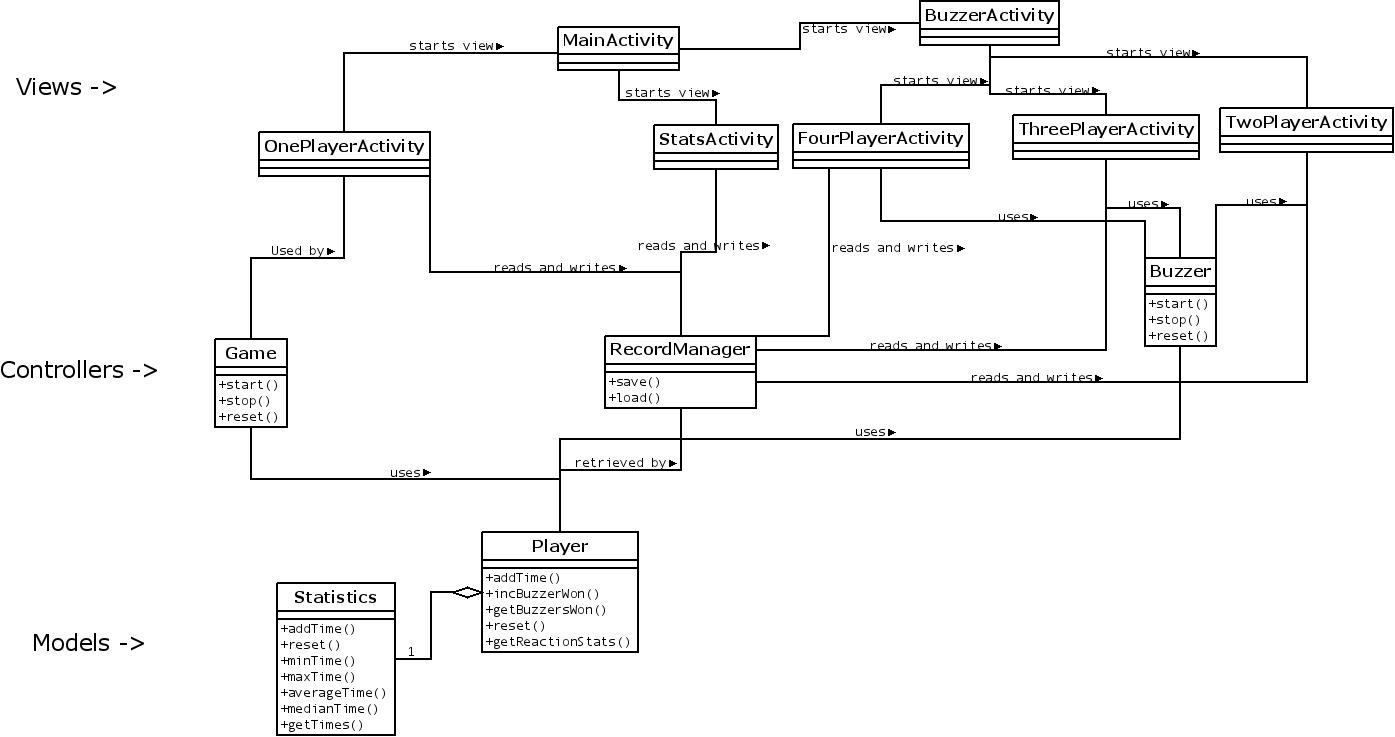 BuzzerActivity
starts view
MainActivity
starts view
starts view
Views ->
starts view
starts view
starts view
OnePlayerActivity
StatsActivity
FourPlayerActivity
ThreePlayerActivity
TwoPlayerActivity
uses
uses
uses
Used by
reads and writes
reads and writes
reads and writes
Buzzer
+start()
+stop()
+reset()
Controllers ->
Game
+start()
+stop()
+reset()
RecordManager
+save()
+load()
reads and writes
reads and writes
uses
retrieved by
uses
Player
+addTime()
+incBuzzerWon()
+getBuzzersWon()
+reset()
+getReactionStats()
Models ->
Statistics
+addTime()
+reset()
+minTime()
+maxTime()
+averageTime()
+medianTime()
+getTimes()
1